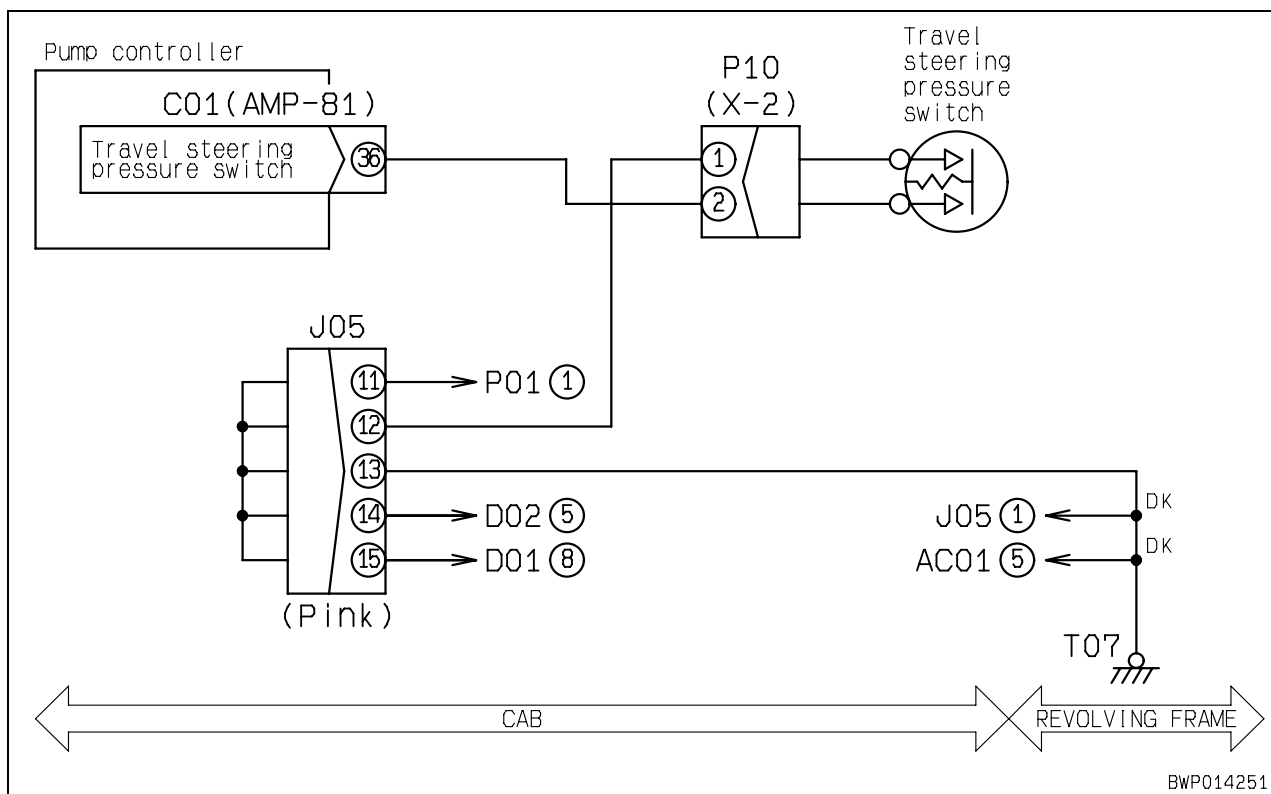 Pump controller
C01(AMP-81)
Travel steering
pressure switch
36
P10
(X-2)
1
2
Travel
steering
pressure
switch
J05
11
P01 1
12
13
14
D02 5
15
D01 8
(Pink)
DK
J05 1
DK
AC01 5
T07
CAB
REVOLVING FRAME
BWP014251